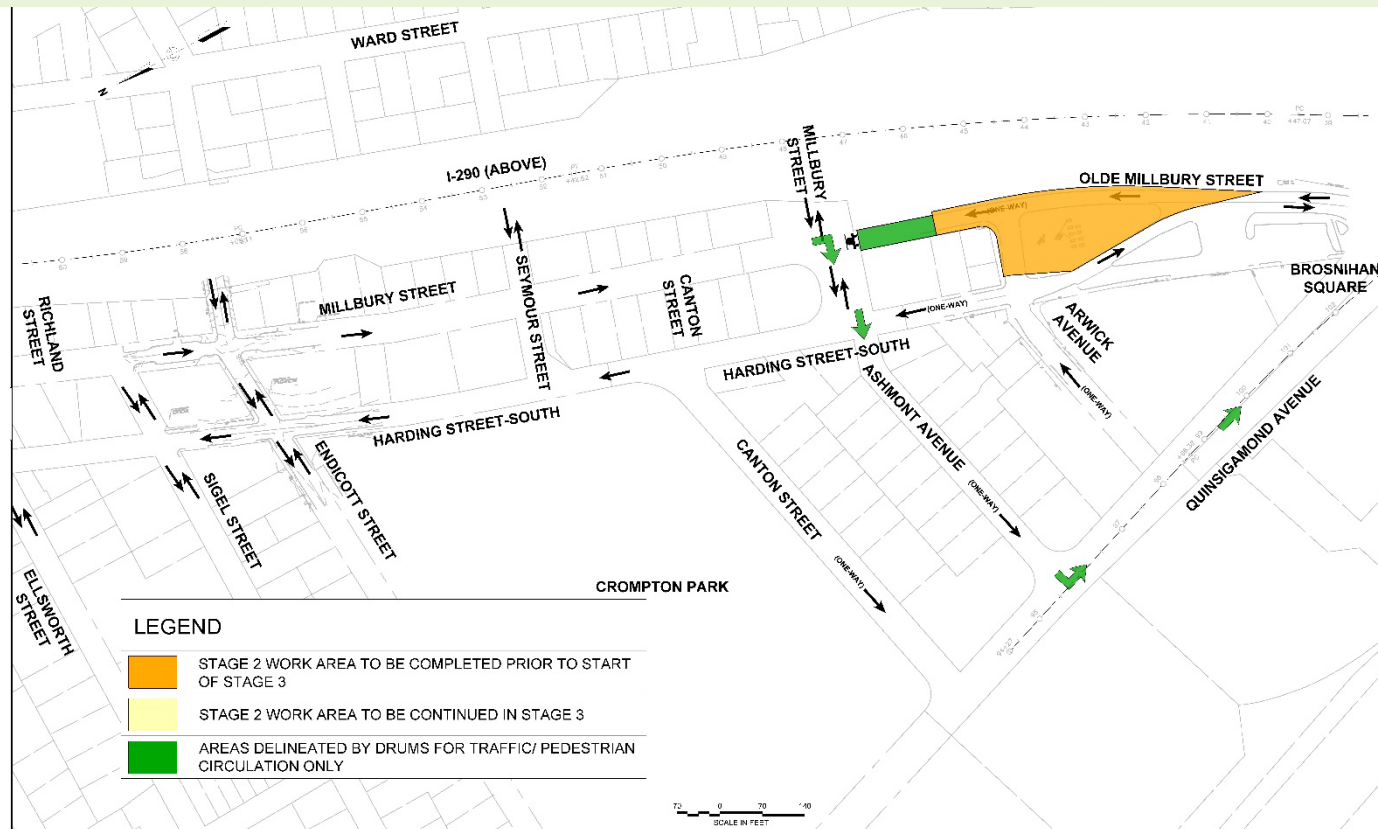 WARD STREET
N
I-290 (ABOVE)
MILLBURY
STREET
OLDE MILLBURY STREET
(ONE-WAY)
BROSNIHAN
SQUARE
RICHLAND
STREET
MILLBURY STREET
SEYMOUR STREET
CANTON
STREET
(ONE-WAY)
ARWICK
AVENUE
HARDING STREET-SOUTH
ASHMONT AVENUE
(ONE-WAY)
QUINSIGAMOND AVENUE
HARDING STREET-SOUTH
SIGEL STREET
ENDICOTT STREET
CANTON STREET
(ONE-WAY)
(ONE-WAY)
ELLSWORTH
STREET
CROMPTON PARK
LEGEND
STAGE 2 WORK AREA TO BE COMPLETED PRIOR TO START
OF STAGE 3
STAGE 2 WORK AREA TO BE CONTINUED IN STAGE 3
AREAS DELINEATED BY DRUMS FOR TRAFFIC/ PEDESTRIAN
CIRCULATION ONLY
70 0 70 140
SCALE IN FEET